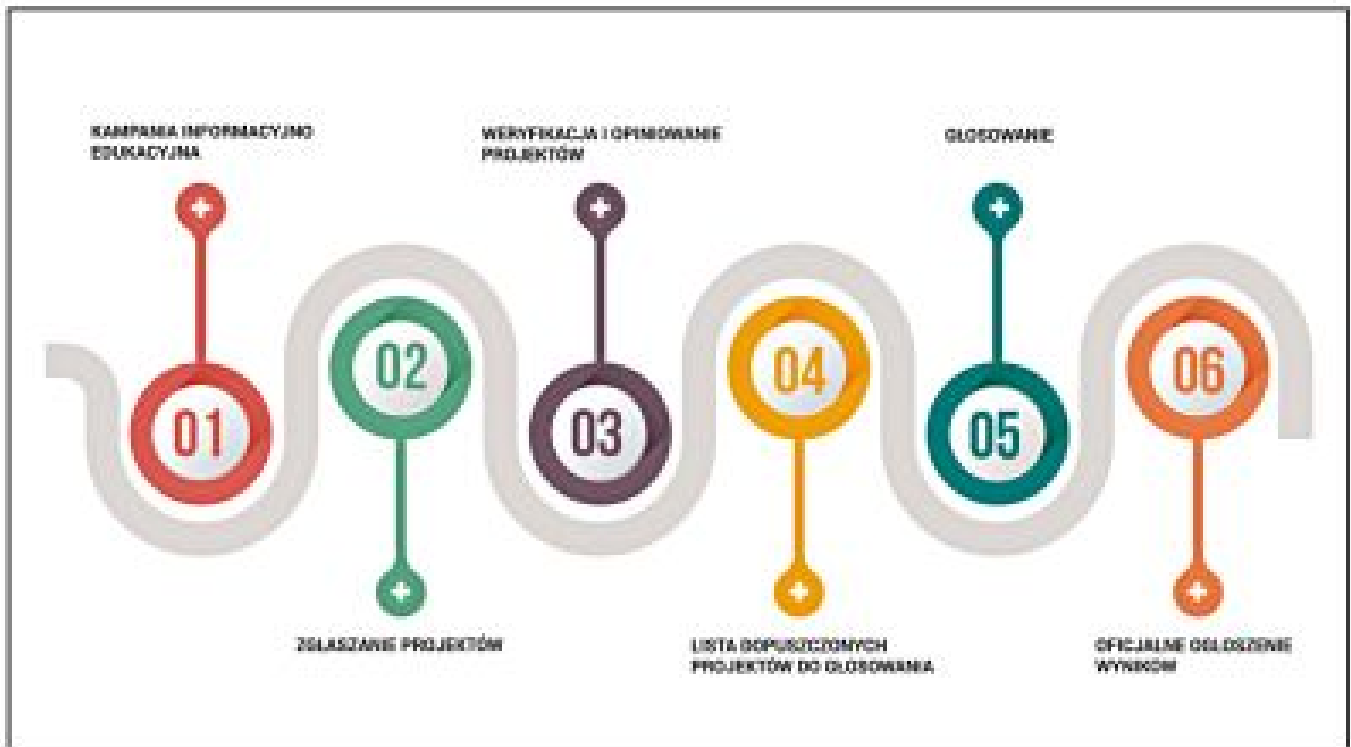 KAMPANIA INFORMACYJNO
EDUKACYJNA
WERYFIKACJA I OPINIOWANIE
PROJEKTÓW
GŁOSOWANIE
01
02
03
04
05
06
ZGŁASZANIE PROJEKTÓW
LISTA DOPUSZCZONYCH
PROJEKTÓW DO GŁOSOWANIA
OFICJALNE OGŁOSZENIE
WYNIKÓW